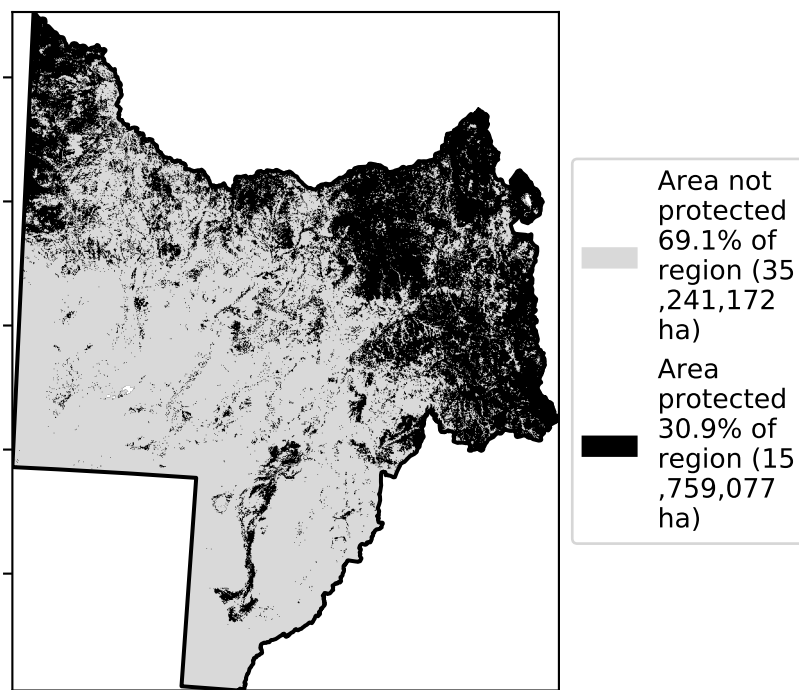 Area not
protected
69.1% of
region (35
,241,172
ha)
Area
protected
30.9% of
region (15
,759,077
ha)